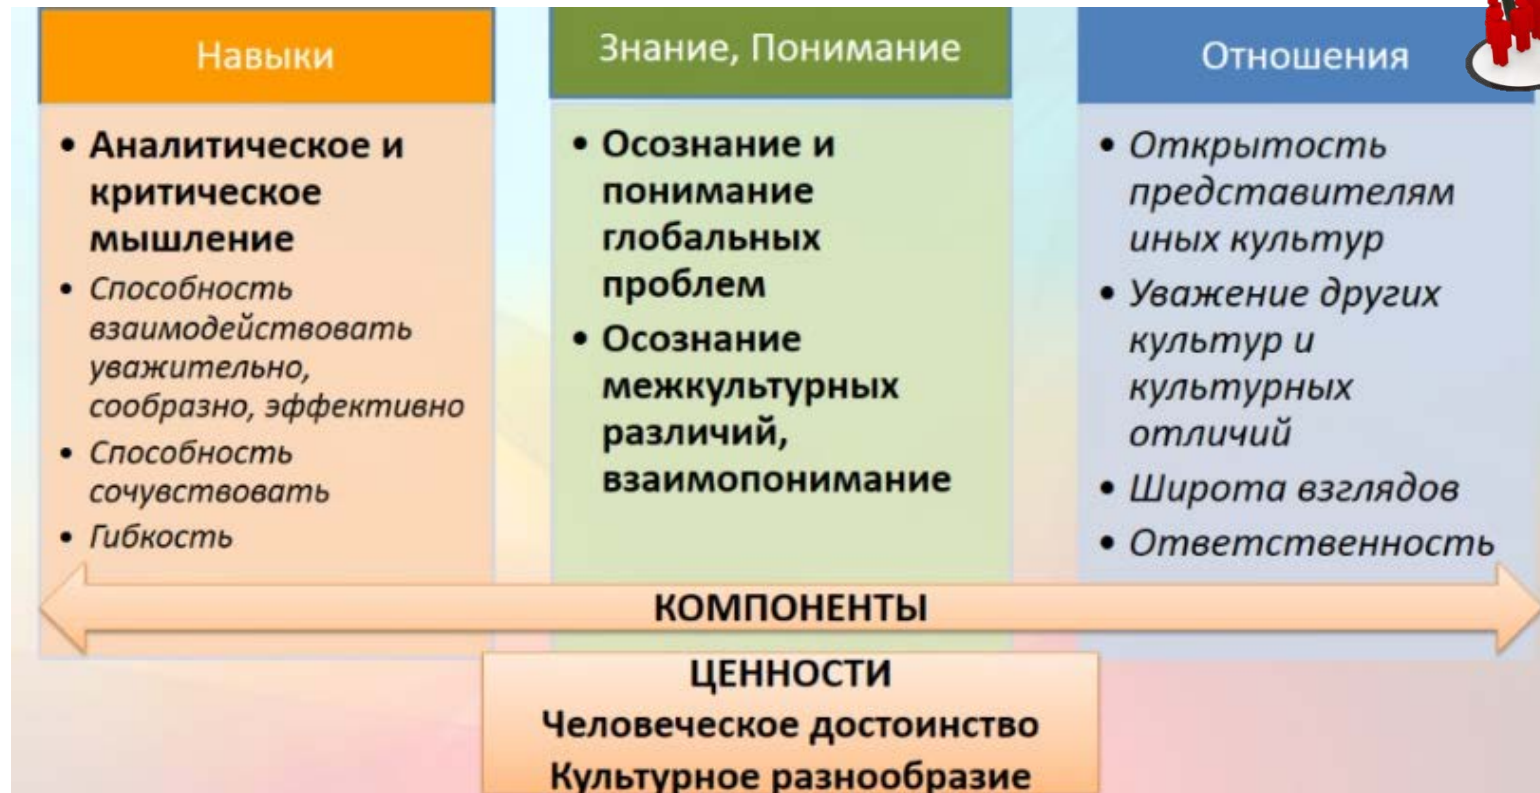 Навыки
• Аналитическое и
критическое
мышление
• Способность
взаимодействовать
уважительно,
сообразно, эффективно
• Способность
сочувствовать
• Гибкость
Знание, Понимание
• Осознание и
понимание
глобальных
проблем
• Осознание
межкультурных
различий,
взаимопонимание
Отношения
• Открытость
представителям
иных культур
• Уважение других
культур и
культурных
отличий
• Широта взглядов
• Ответственность
КОМПОНЕНТЫ
ЦЕННОСТИ
Человеческое достоинство
Культурное разнообразие